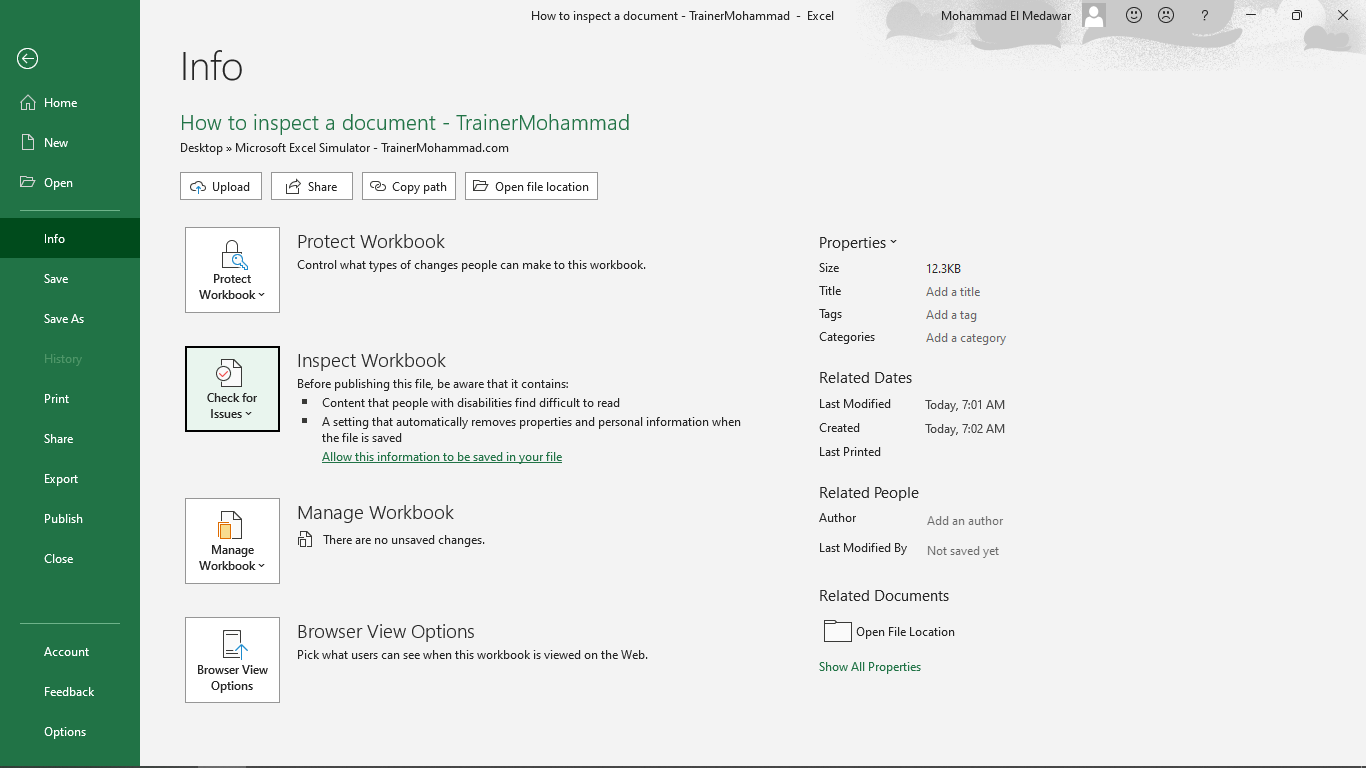 How to inspect a document - TrainerMohammad - Excel
Mohammad El Medawar
?
Info
Home
New
Open
Info
Save
Save As
History
Print
Share
Export
Publish
Close
Account
Feedback
Options
How to inspect a document - TrainerMohammad
Desktop » Microsoft Excel Simulator - TrainerMohammad.com
Upload
Share
Copy path
Open file location
Protect
Workbook
Protect Workbook
Control what types of changes people can make to this workbook.
Check for
Issues
Inspect Workbook
Before publishing this file, be aware that it contains:
Content that people with disabilities find difficult to read
A setting that automatically removes properties and personal information when
the file is saved
Allow this information to be saved in your file
Manage
Workbook
Manage Workbook
There are no unsaved changes.
Browser View
Options
Browser View Options
Pick what users can see when this workbook is viewed on the Web.
Properties
Size 12.3KB
Title Add a title
Tags Add a tag
Categories Add a category
Related Dates
Last Modified Today, 7:01 AM
Created Today, 7:02 AM
Last Printed
Related People
Author Add an author
Last Modified By Not saved yet
Related Documents
Open File Location
Show All Properties